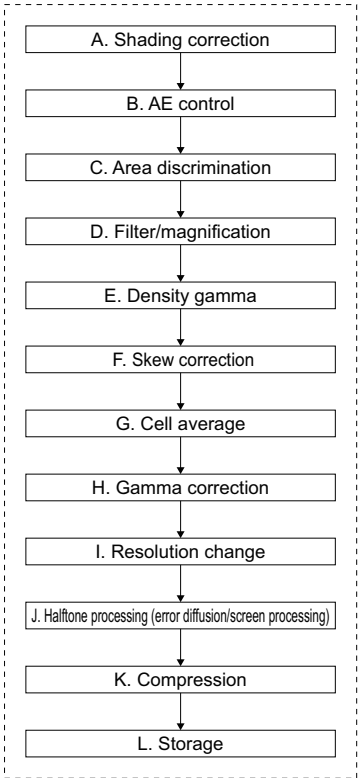 A. Shading correction
B. AE control
C. Area discrimination
D. Filter/magnification
E. Density gamma
F. Skew correction
G. Cell average
H. Gamma correction
I. Resolution change
J. Halftone processing (error diffusion/screen processing)
K. Compression
L. Storage